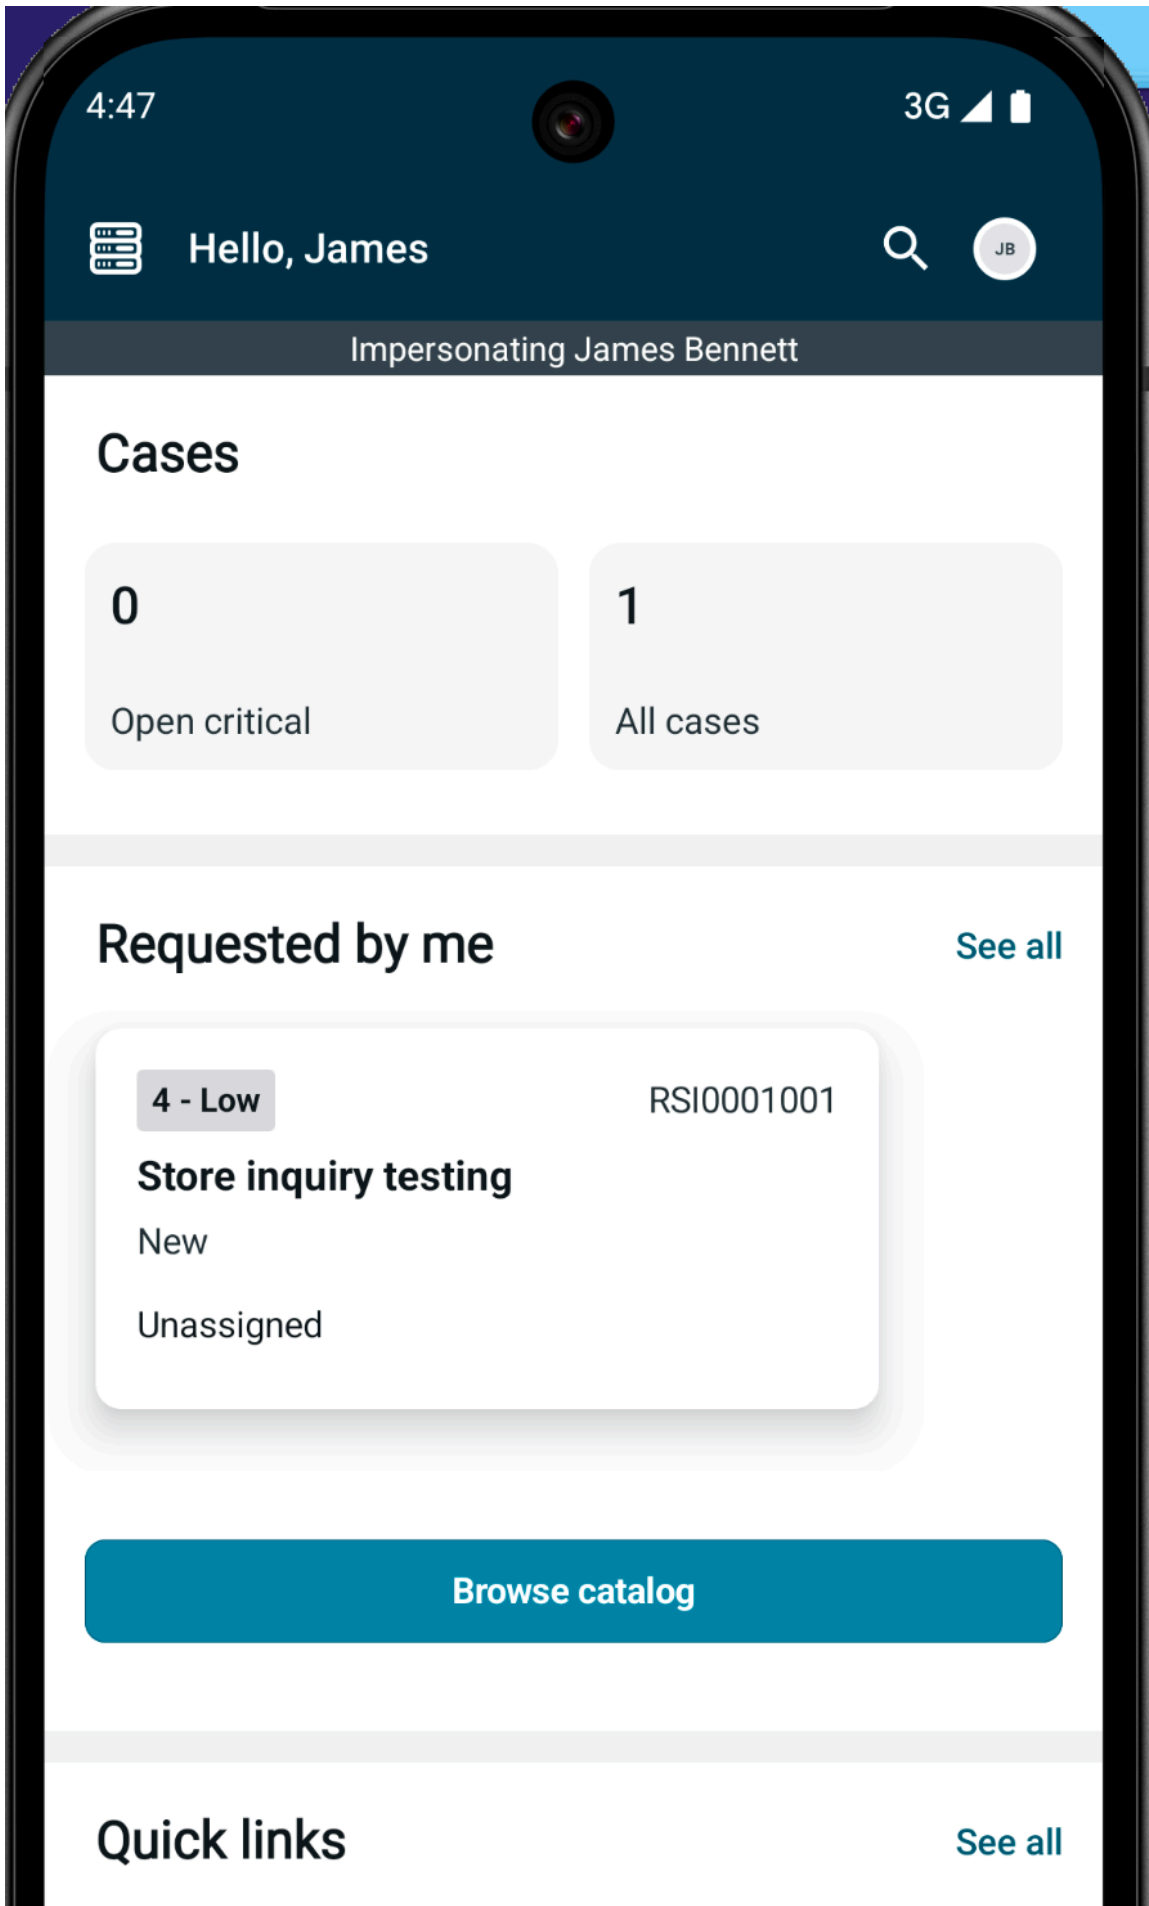 4:47
3G
Hello, James
JB
Impersonating James Bennett
Cases
0
Open critical
1
All cases
Requested by me
See all
4 - Low
RSI0001001
Store inquiry testing
New
Unassigned
Browse catalog
Quick links
See all